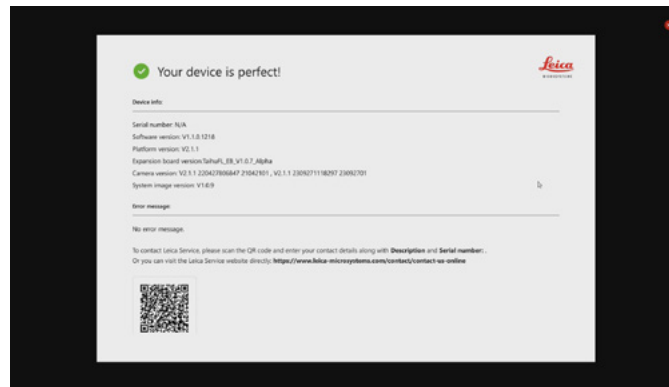 Your device is perfect!
Leica
MICROSYSTEMS
Device info:
Serial number: N/A
Software version: V1.1.0.1218
Platform version: V2.1.1
Expansion board version:TaihuFL_EB_V1.0.7_Alpha
Camera version: V2.1.1 220427806847 21042101 , V2.1.1 2309271118297 23092701
System image version: V1.6.9
Error message:
No error message.
To contact Leica Service, please scan the QR code and enter your contact details along with Description and Serial number: .
Or you can visit the Leica Service website directly: https://www.leica-microsystems.com/contact/contact-us-online